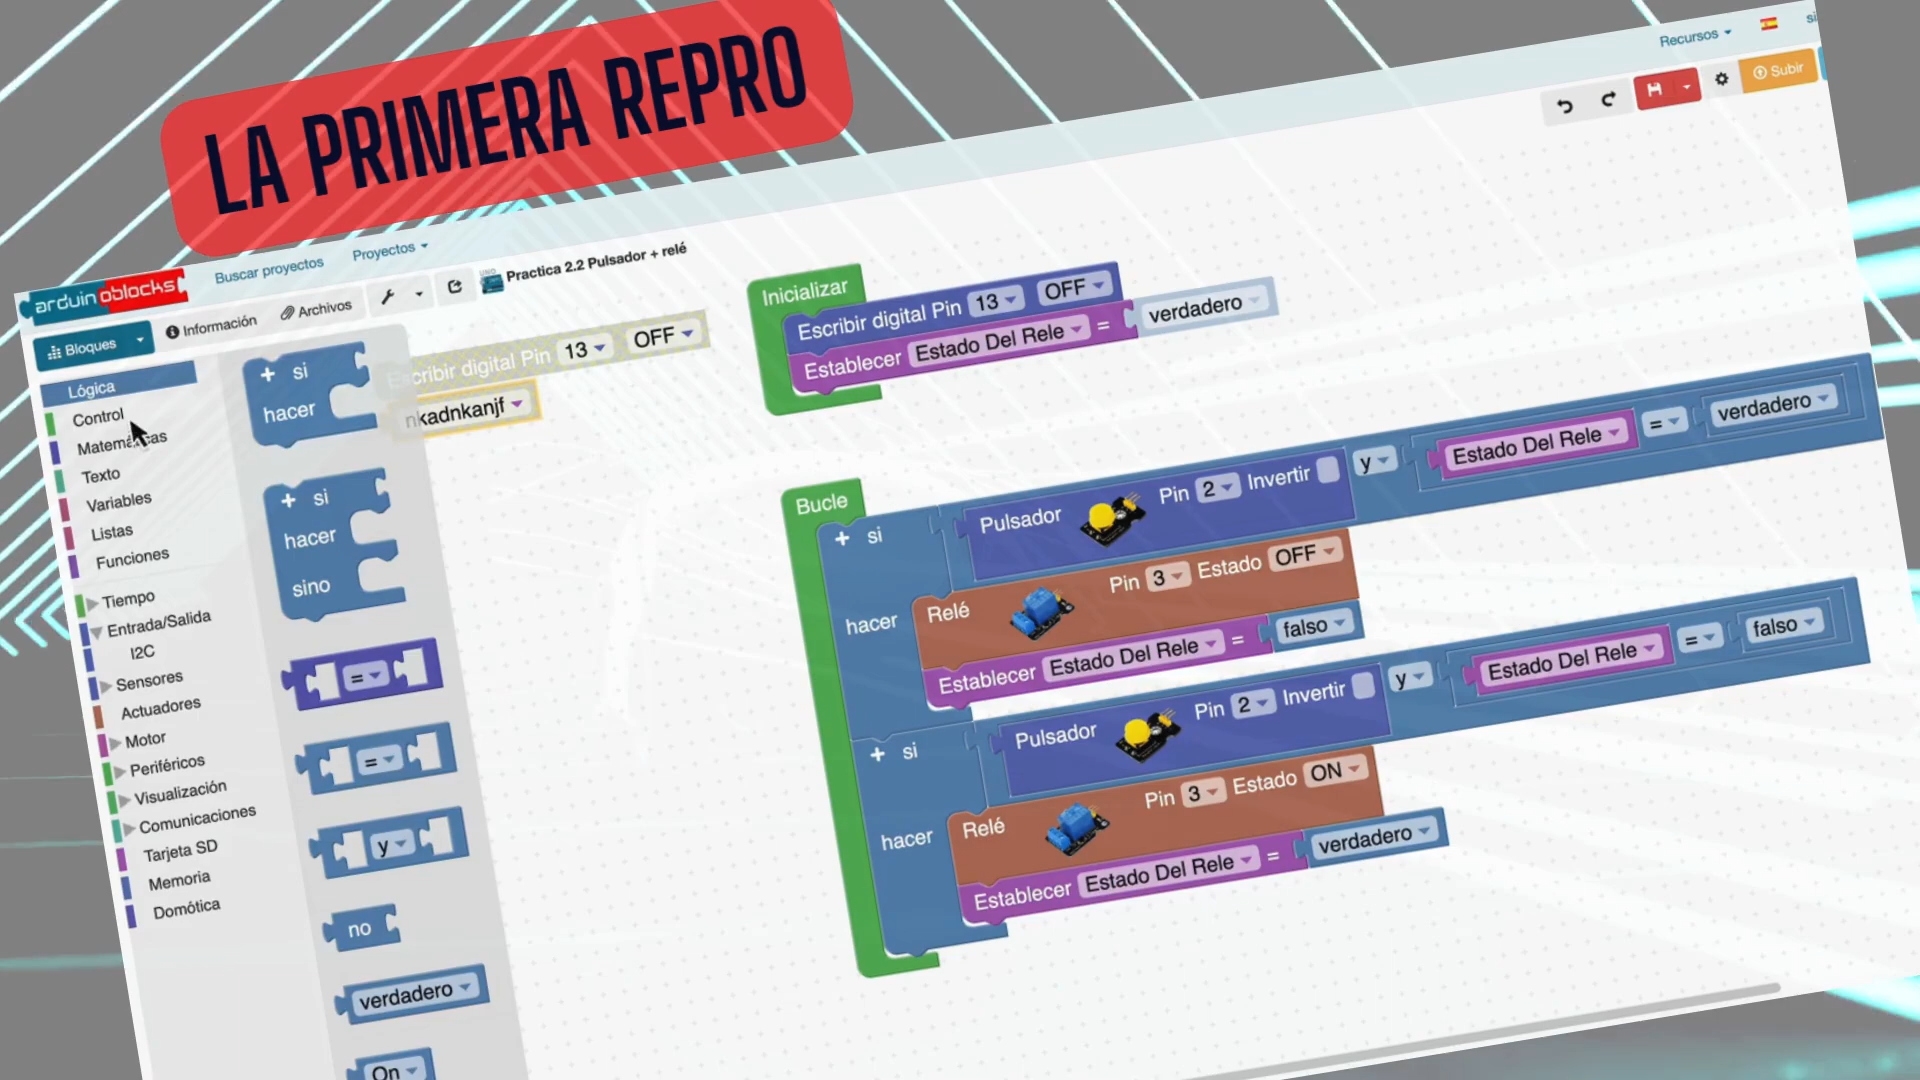 LA PRIMERA REPRO
Recursos
Subir
arduinoblocks
Buscar proyectos
Proyectos
Bloques
Información
Archivos
UNO
Practica 2.2 Pulsador + relé
Lógica
Control
Matemáticas
Texto
Variables
Listas
Funciones
Tiempo
Entrada/Salida
I2C
Sensores
Actuadores
Motor
Periféricos
Visualización
Comunicaciones
Tarjeta SD
Memoria
Domótica
+ si
hacer
+ si
hacer
sino
=
=
y
no
verdadero
On
Escribir digital Pin 13 OFF
nkadnkanjf
Inicializar
Escribir digital Pin 13 OFF
Establecer Estado Del Rele = verdadero
Bucle
+ si Pulsador Pin 2 Invertir y Estado Del Rele = verdadero
hacer Relé Pin 3 Estado OFF
Establecer Estado Del Rele = falso
+ si Pulsador Pin 2 Invertir y Estado Del Rele = falso
hacer Relé Pin 3 Estado ON
Establecer Estado Del Rele = verdadero